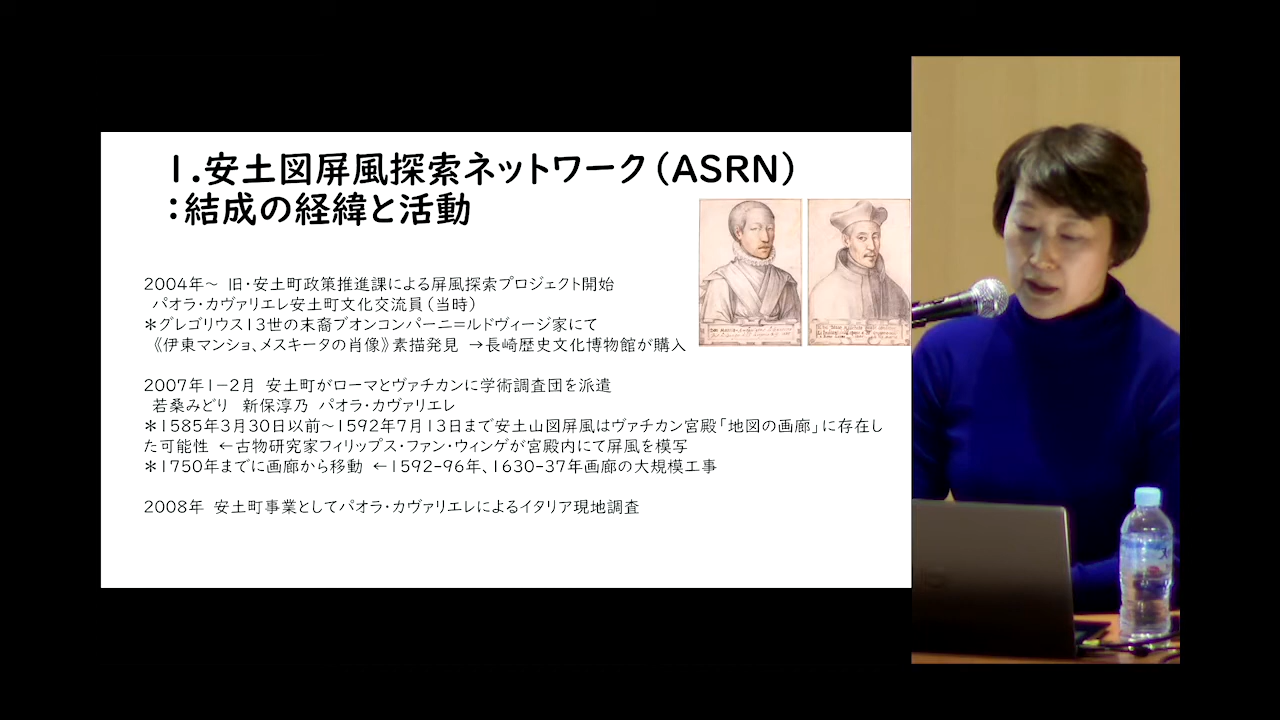 1.安土図屏風探索ネットワーク（ASRN）
：結成の経緯と活動
2004年～ 旧・安土町政策推進課による屏風探索プロジェクト開始
パオラ・カヴァリエレ安土町文化交流員（当時）
＊グレゴリウス13世の末裔ブオンコンパーニ＝ルドヴィージ家にて
《伊東マンショ、メスキータの肖像》素描発見 →長崎歴史文化博物館が購入
2007年1−2月 安土町がローマとヴァチカンに学術調査団を派遣
若桑みどり 新保淳乃 パオラ・カヴァリエレ
＊1585年3月30日以前～1592年7月13日まで安土山図屏風はヴァチカン宮殿「地図の画廊」に存在し
た可能性 ←古物研究家フィリップス・ファン・ウィンゲが宮殿内にて屏風を模写
＊1750年までに画廊から移動 ←1592-96年、1630-37年画廊の大規模工事
2008年 安土町事業としてパオラ・カヴァリエレによるイタリア現地調査